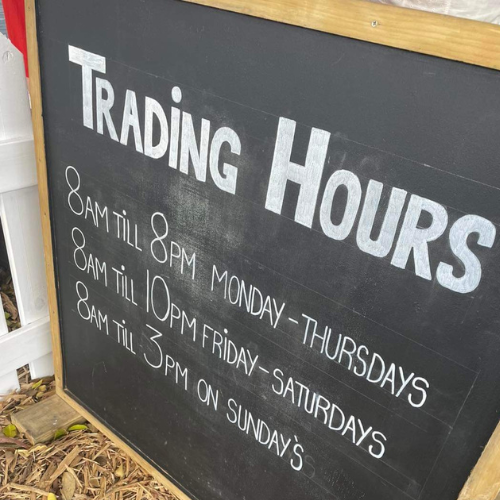 TRADING HOURS
8AM TILL 8PM MONDAY-THURSDAYS
8AM TILL 10PM FRIDAY-SATURDAYS
8AM TILL 3PM ON SUNDAY'S